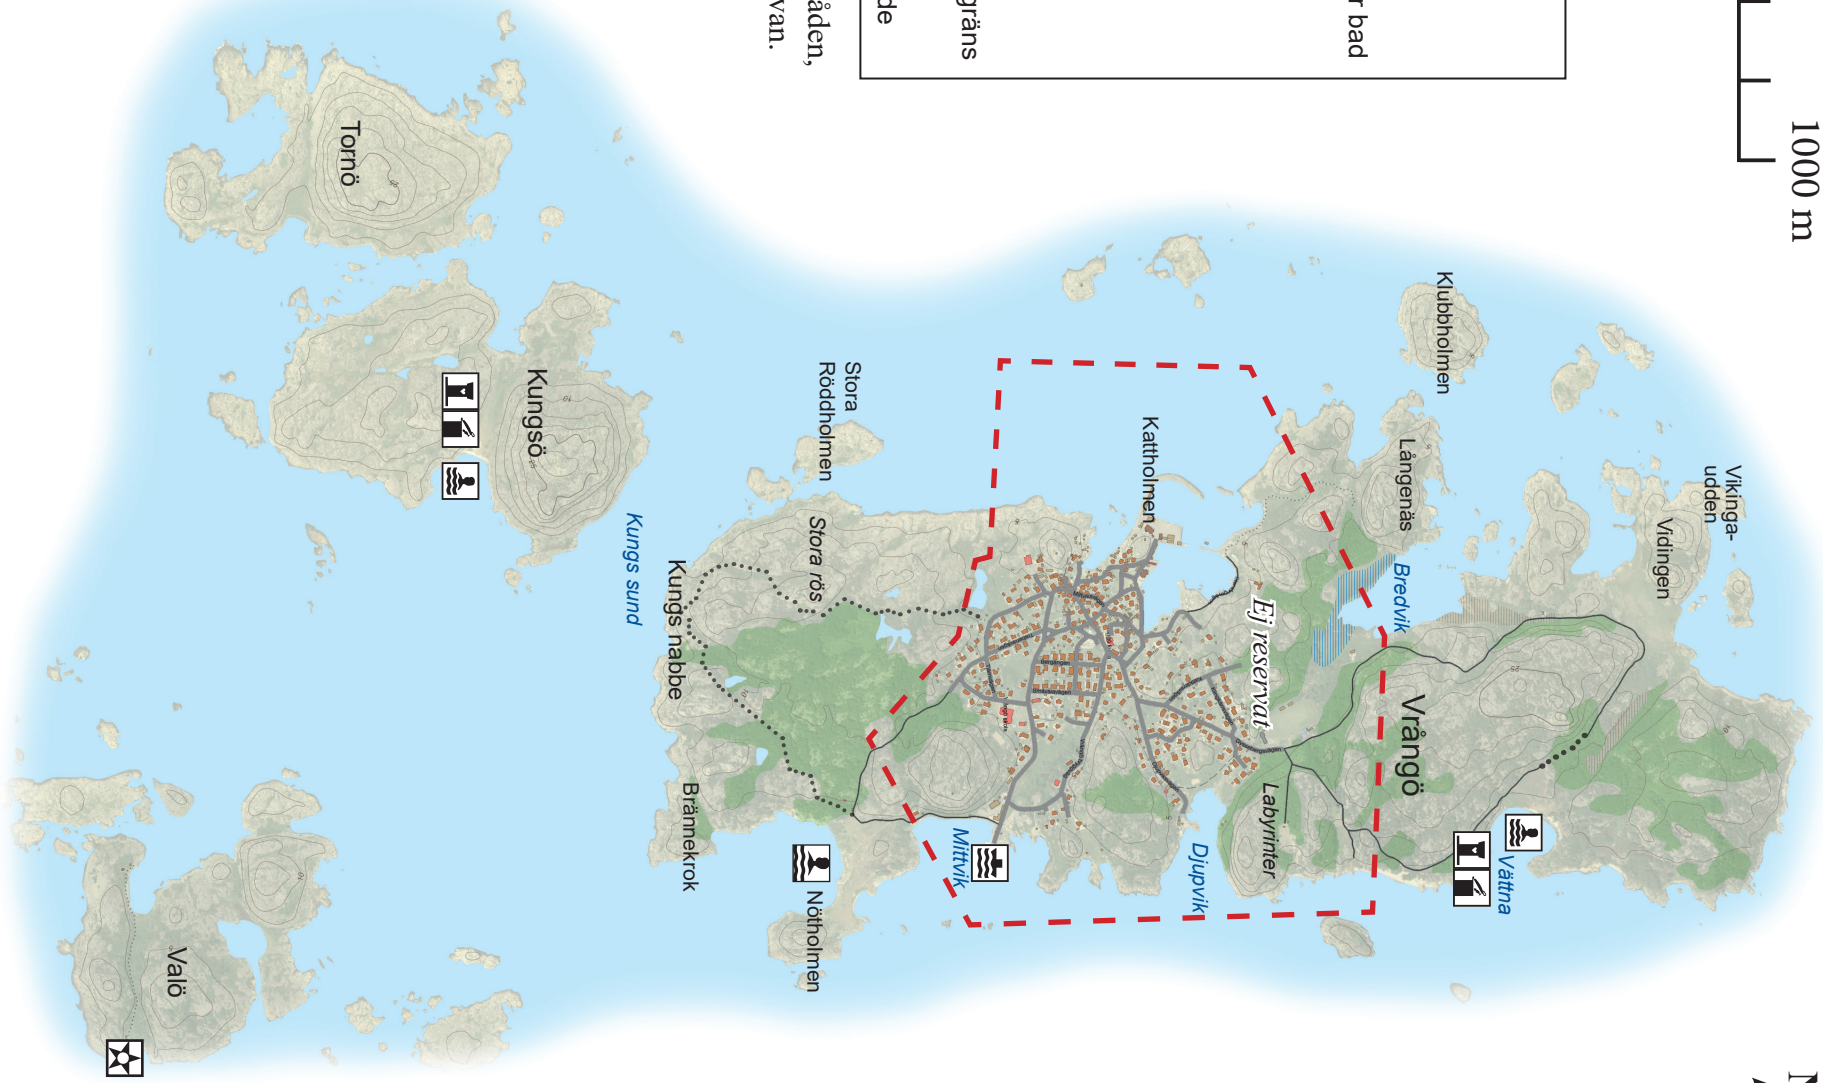 1000 m
N
r bad
gräns
de
åden,
van.
Vikinga-
udden
Vidingen
Klubbholmen
Långenäs
Bredvik
Vrångö
Vättna
Ej reservat
Labyrinter
Kattholmen
Djupvik
Mittvik
Stora
Röddholmen
Stora rös
Nötholmen
Kungs nabbe
Brännekrok
Kungs sund
Kungsö
Tornö
Valö